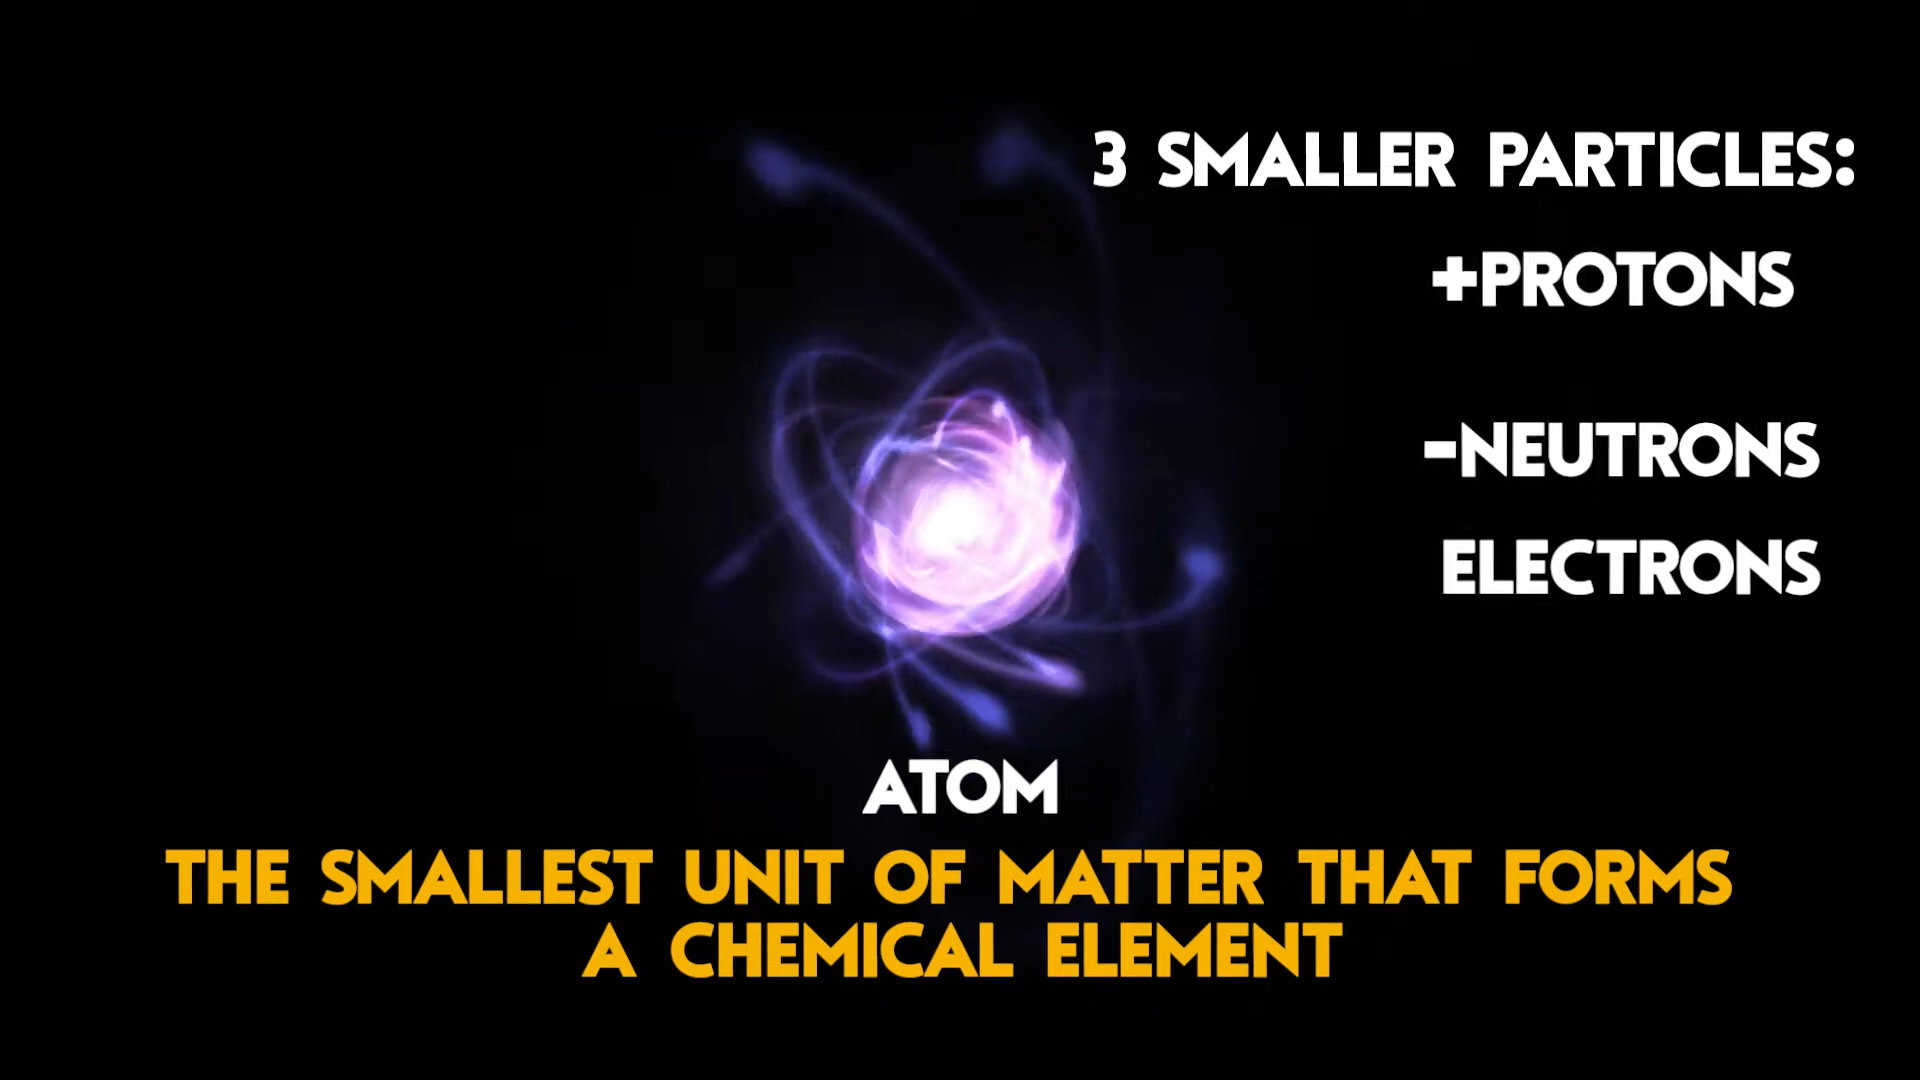 3 SMALLER PARTICLES:
+PROTONS
-NEUTRONS
ELECTRONS
ATOM
THE SMALLEST UNIT OF MATTER THAT FORMS
A CHEMICAL ELEMENT